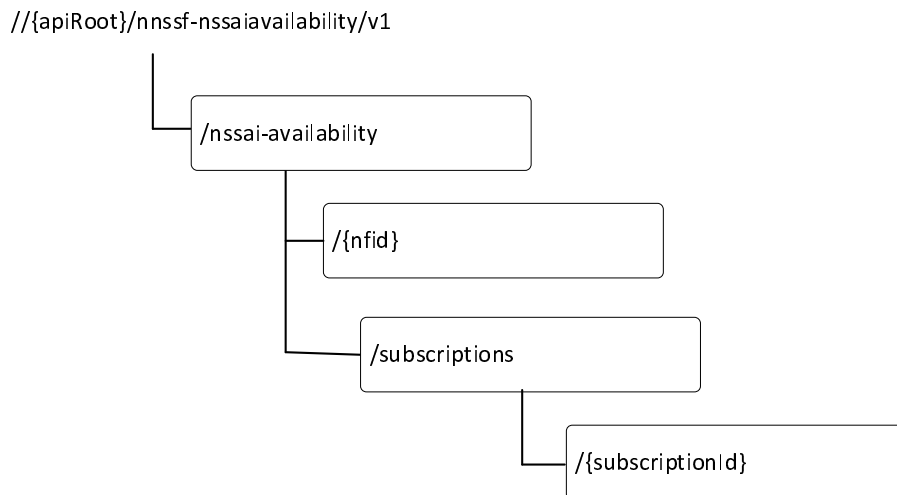 //{apiRoot}/nnssf-nssaiavailability/v1
/nssai-availability
/{nfid}
/subscriptions
/{subscriptionId}